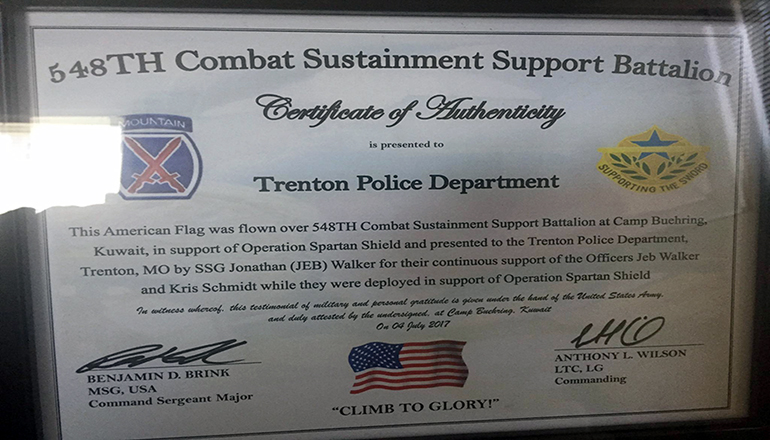 548TH Combat Sustainment Support Battalion
Certificate of Authenticity
is presented to
MOUNTAIN
Trenton Police Department
SUPPORTING THE SWORD
This American Flag was flown over 548TH Combat Sustainment Support Battalion at Camp Buehring,
Kuwait, in support of Operation Spartan Shield and presented to the Trenton Police Department,
Trenton, MO by SSG Jonathan (JEB) Walker for their continuous support of the Officers Jeb Walker
and Kris Schmidt while they were deployed in support of Operation Spartan Shield
In witness whereof, this testimonial of military and personal gratitude is given under the hand of the United States Army,
and duly attested by the undersigned, at Camp Buehring, Kuwait
On 04 July 2017
BENJAMIN D. BRINK
MSG, USA
Command Sergeant Major
ANTHONY L. WILSON
LTC, LG
Commanding
"CLIMB TO GLORY!"